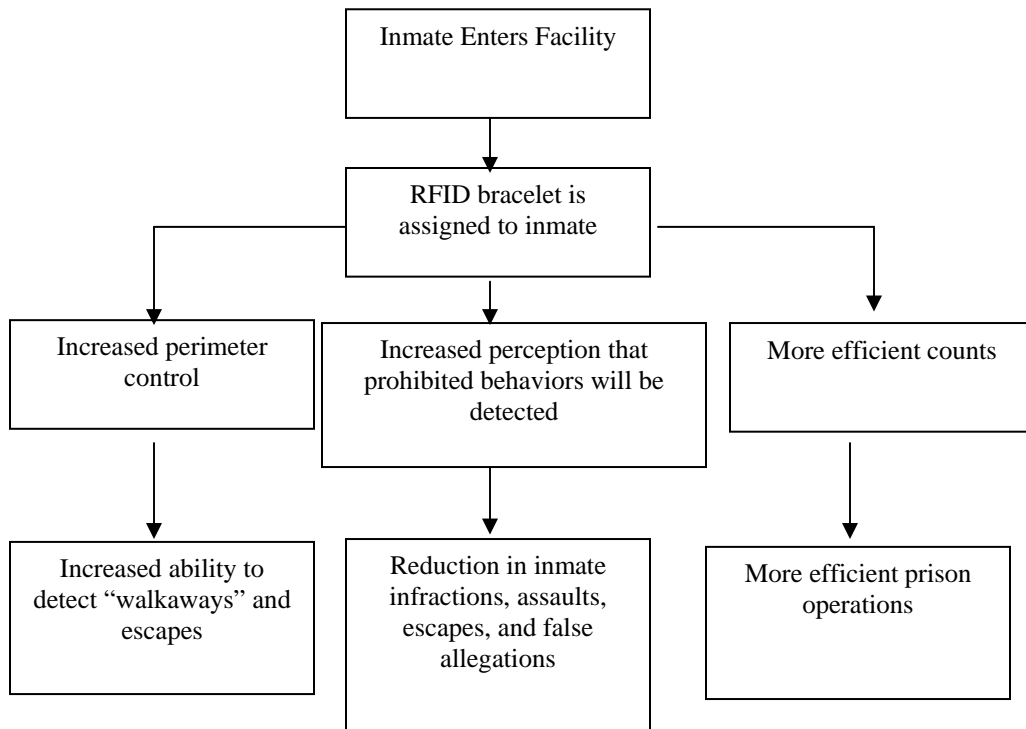 Inmate Enters Facility
RFID bracelet is
assigned to inmate
Increased perimeter
control
Increased perception that
prohibited behaviors will be
detected
More efficient counts
Increased ability to
detect “walkaways” and
escapes
Reduction in inmate
infractions, assaults,
escapes, and false
allegations
More efficient prison
operations